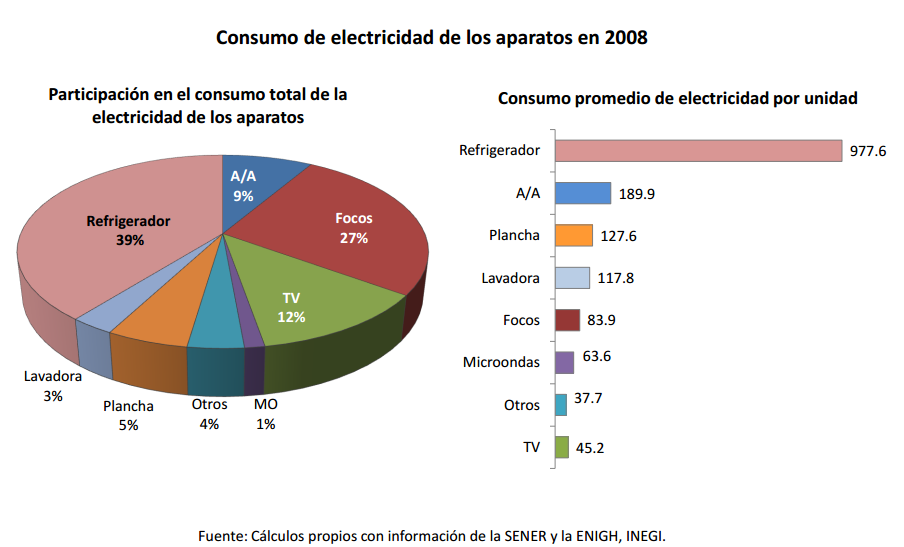 Consumo de electricidad de los aparatos en 2008
Participación en el consumo total de la
electricidad de los aparatos
A/A
9%
Focos
27%
Refrigerador
39%
TV
12%
Lavadora
3%
Plancha
5%
Otros
4%
MO
1%
Consumo promedio de electricidad por unidad
Refrigerador 977.6
A/A 189.9
Plancha 127.6
Lavadora 117.8
Focos 83.9
Microondas 63.6
Otros 37.7
TV 45.2
Fuente: Cálculos propios con información de la SENER y la ENIGH, INEGI.